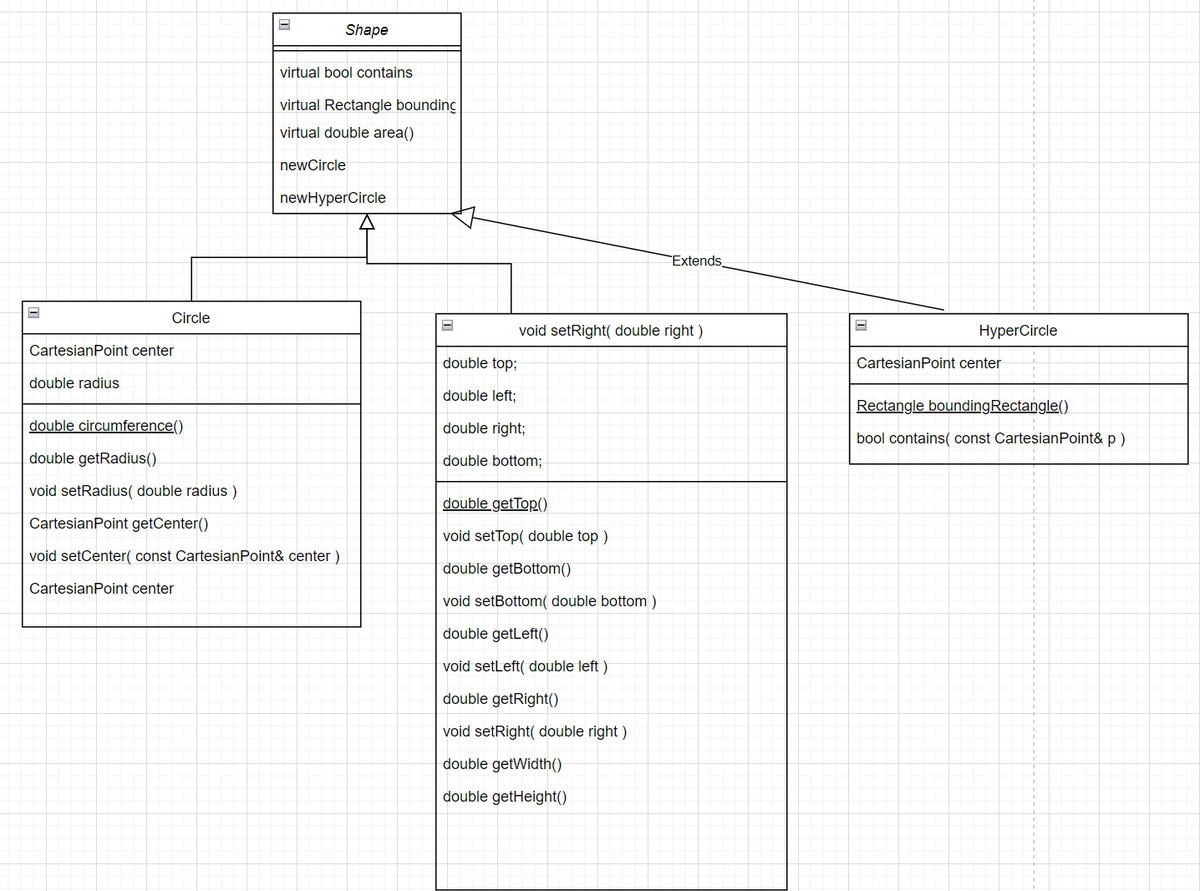 Shape
virtual bool contains
virtual Rectangle bounding
virtual double area()
newCircle
newHyperCircle
Extends
Circle
CartesianPoint center
double radius
double circumference()
double getRadius()
void setRadius( double radius )
CartesianPoint getCenter()
void setCenter( const CartesianPoint& center )
CartesianPoint center
void setRight( double right )
double top;
double left;
double right;
double bottom;
double getTop()
void setTop( double top )
double getBottom()
void setBottom( double bottom )
double getLeft()
void setLeft( double left )
double getRight()
void setRight( double right )
double getWidth()
double getHeight()
HyperCircle
CartesianPoint center
Rectangle boundingRectangle()
bool contains( const CartesianPoint& p )